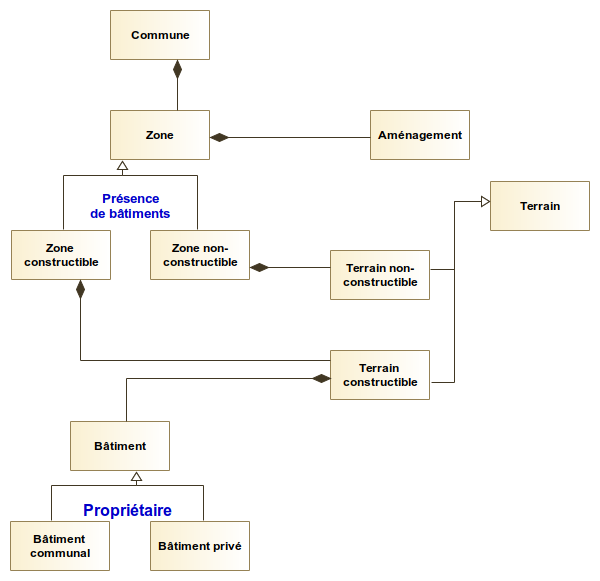 Commune
Zone
Aménagement
Présence
de bâtiments
Terrain
Zone
constructible
Zone non-
constructible
Terrain non-
constructible
Terrain
constructible
Bâtiment
Propriétaire
Bâtiment
communal
Bâtiment privé